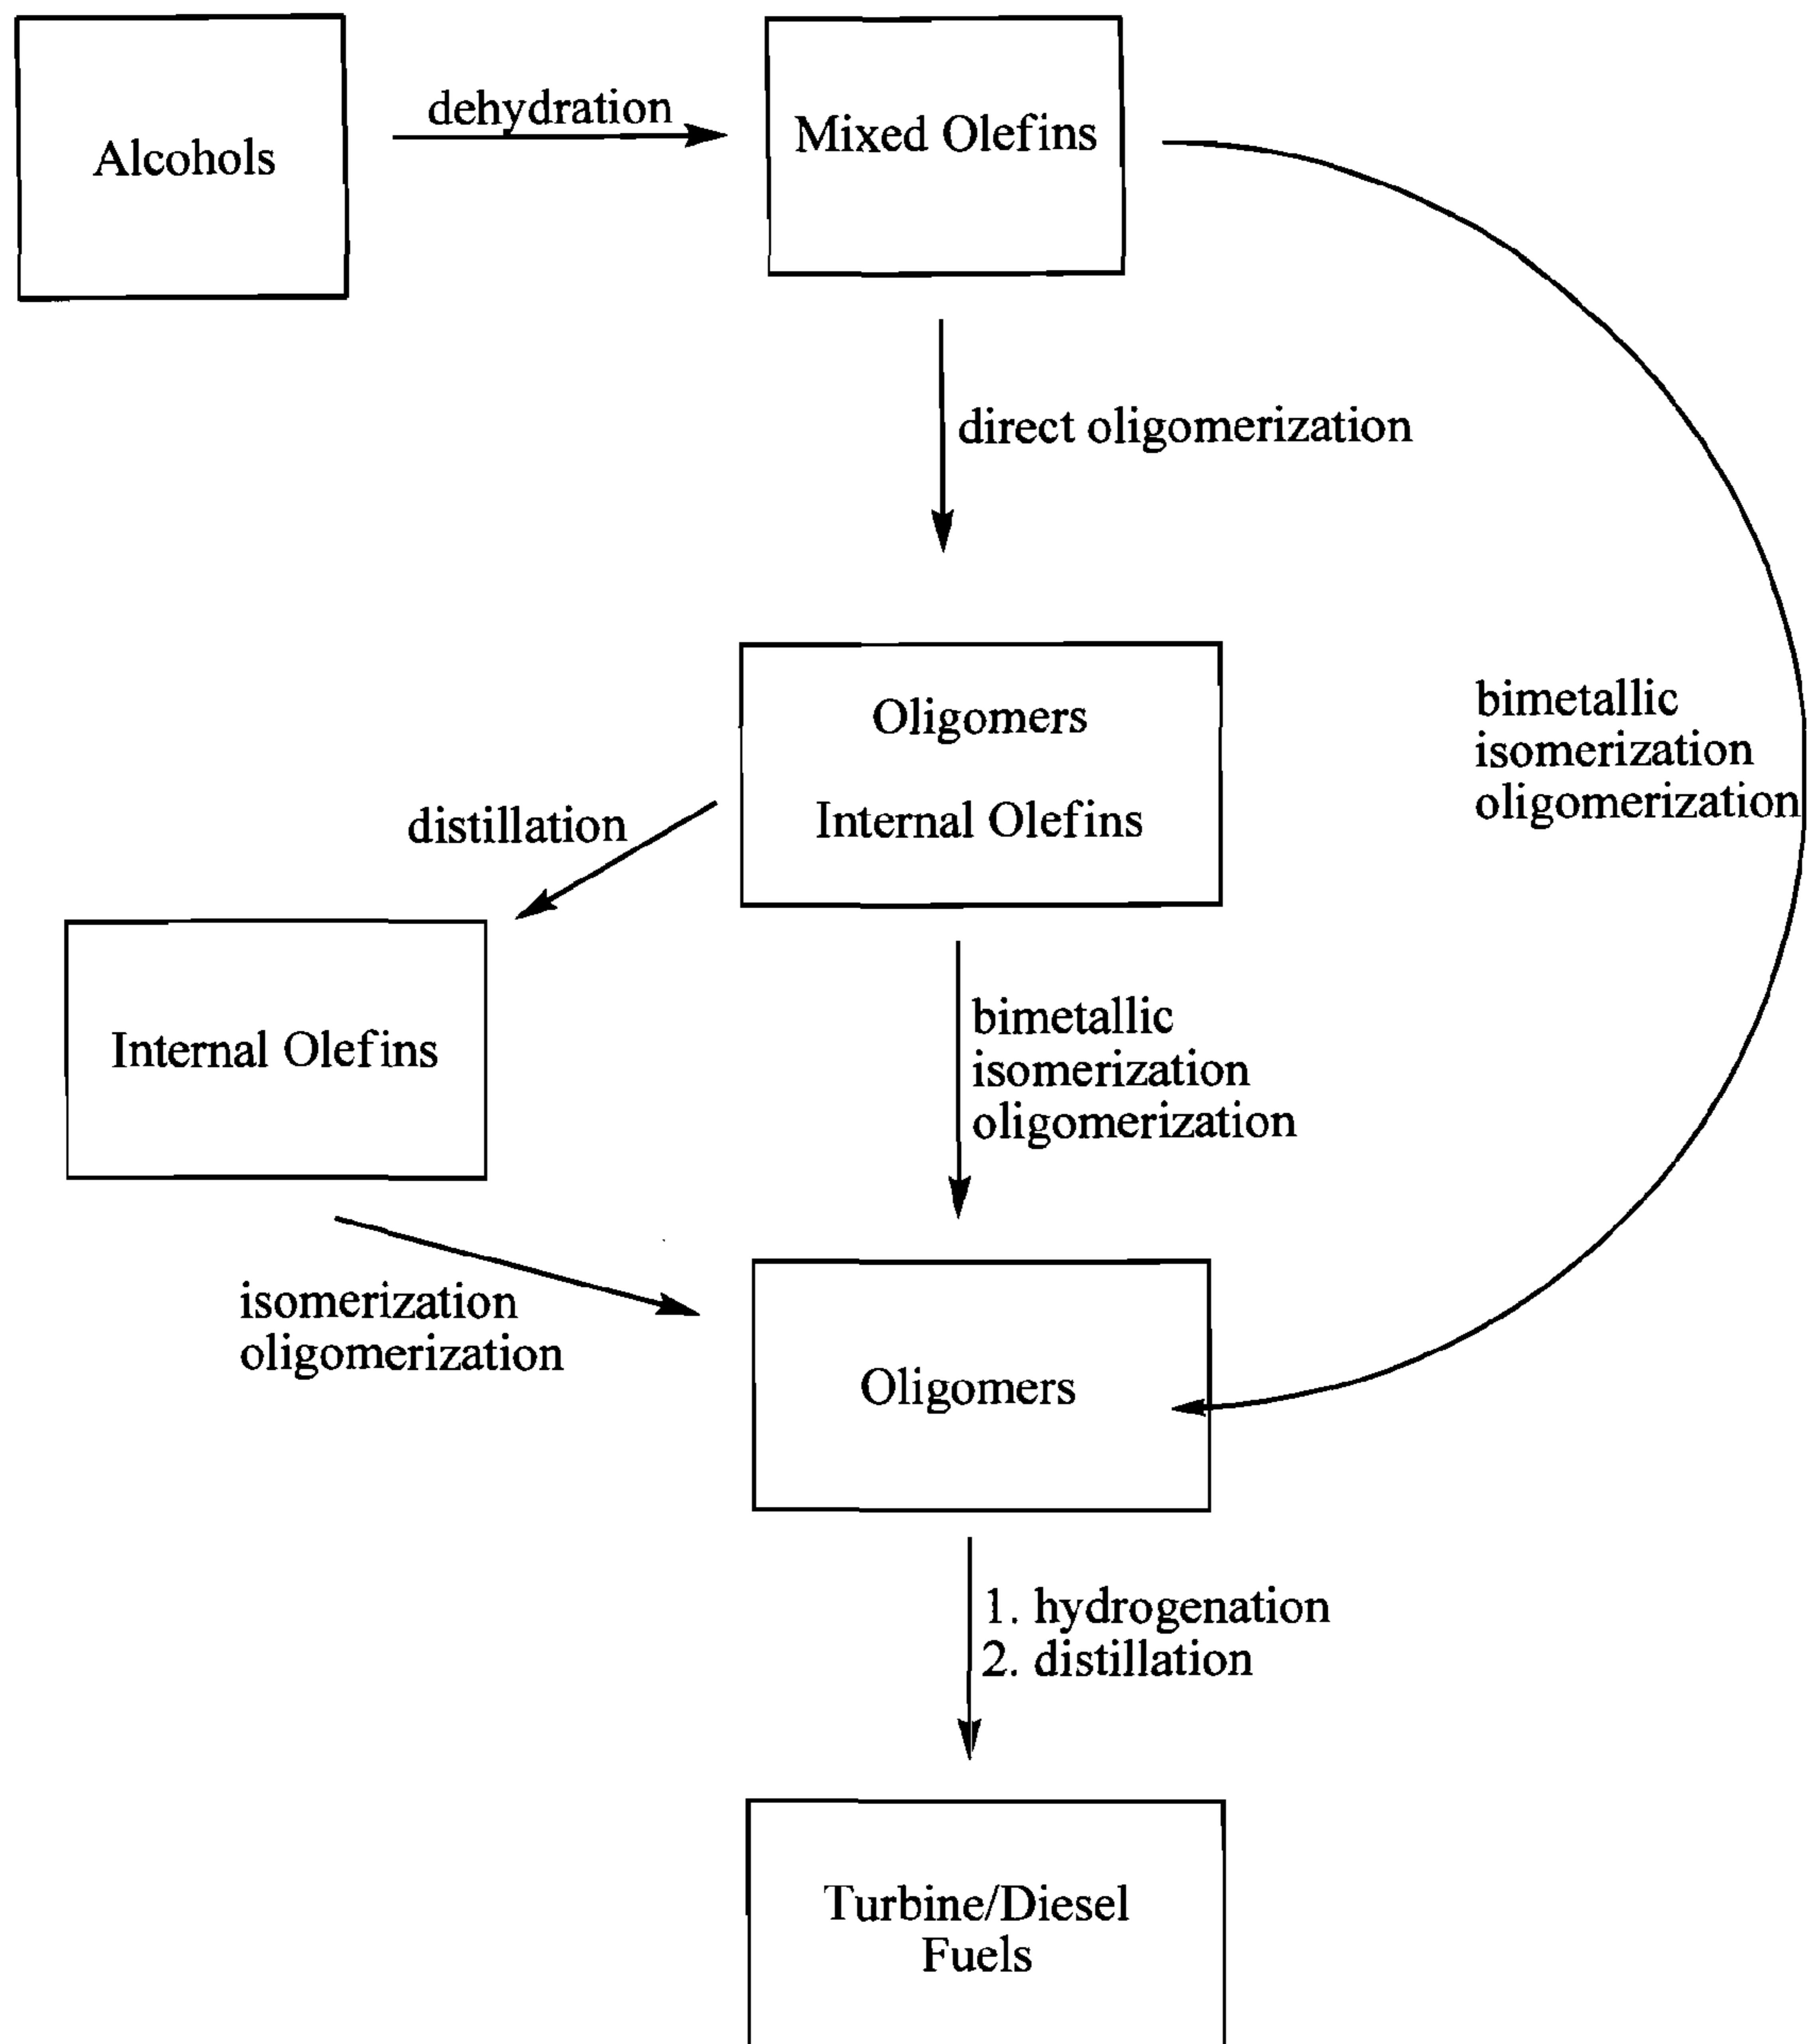 Alcohols
dehydration
Mixed Olefins
direct oligomerization
bimetallic
isomerization
oligomerization
Oligomers
Internal Olefins
distillation
Internal Olefins
bimetallic
isomerization
oligomerization
isomerization
oligomerization
Oligomers
1. hydrogenation
2. distillation
Turbine/Diesel
Fuels